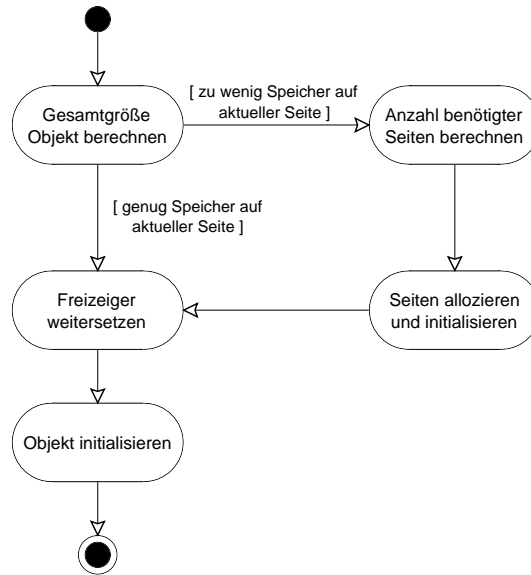 Gesamtgröße
Objekt berechnen
[ zu wenig Speicher auf
aktueller Seite ]
Anzahl benötigter
Seiten berechnen
[ genug Speicher auf
aktueller Seite ]
Freizeiger
weitersetzen
Seiten allozieren
und initialisieren
Objekt initialisieren